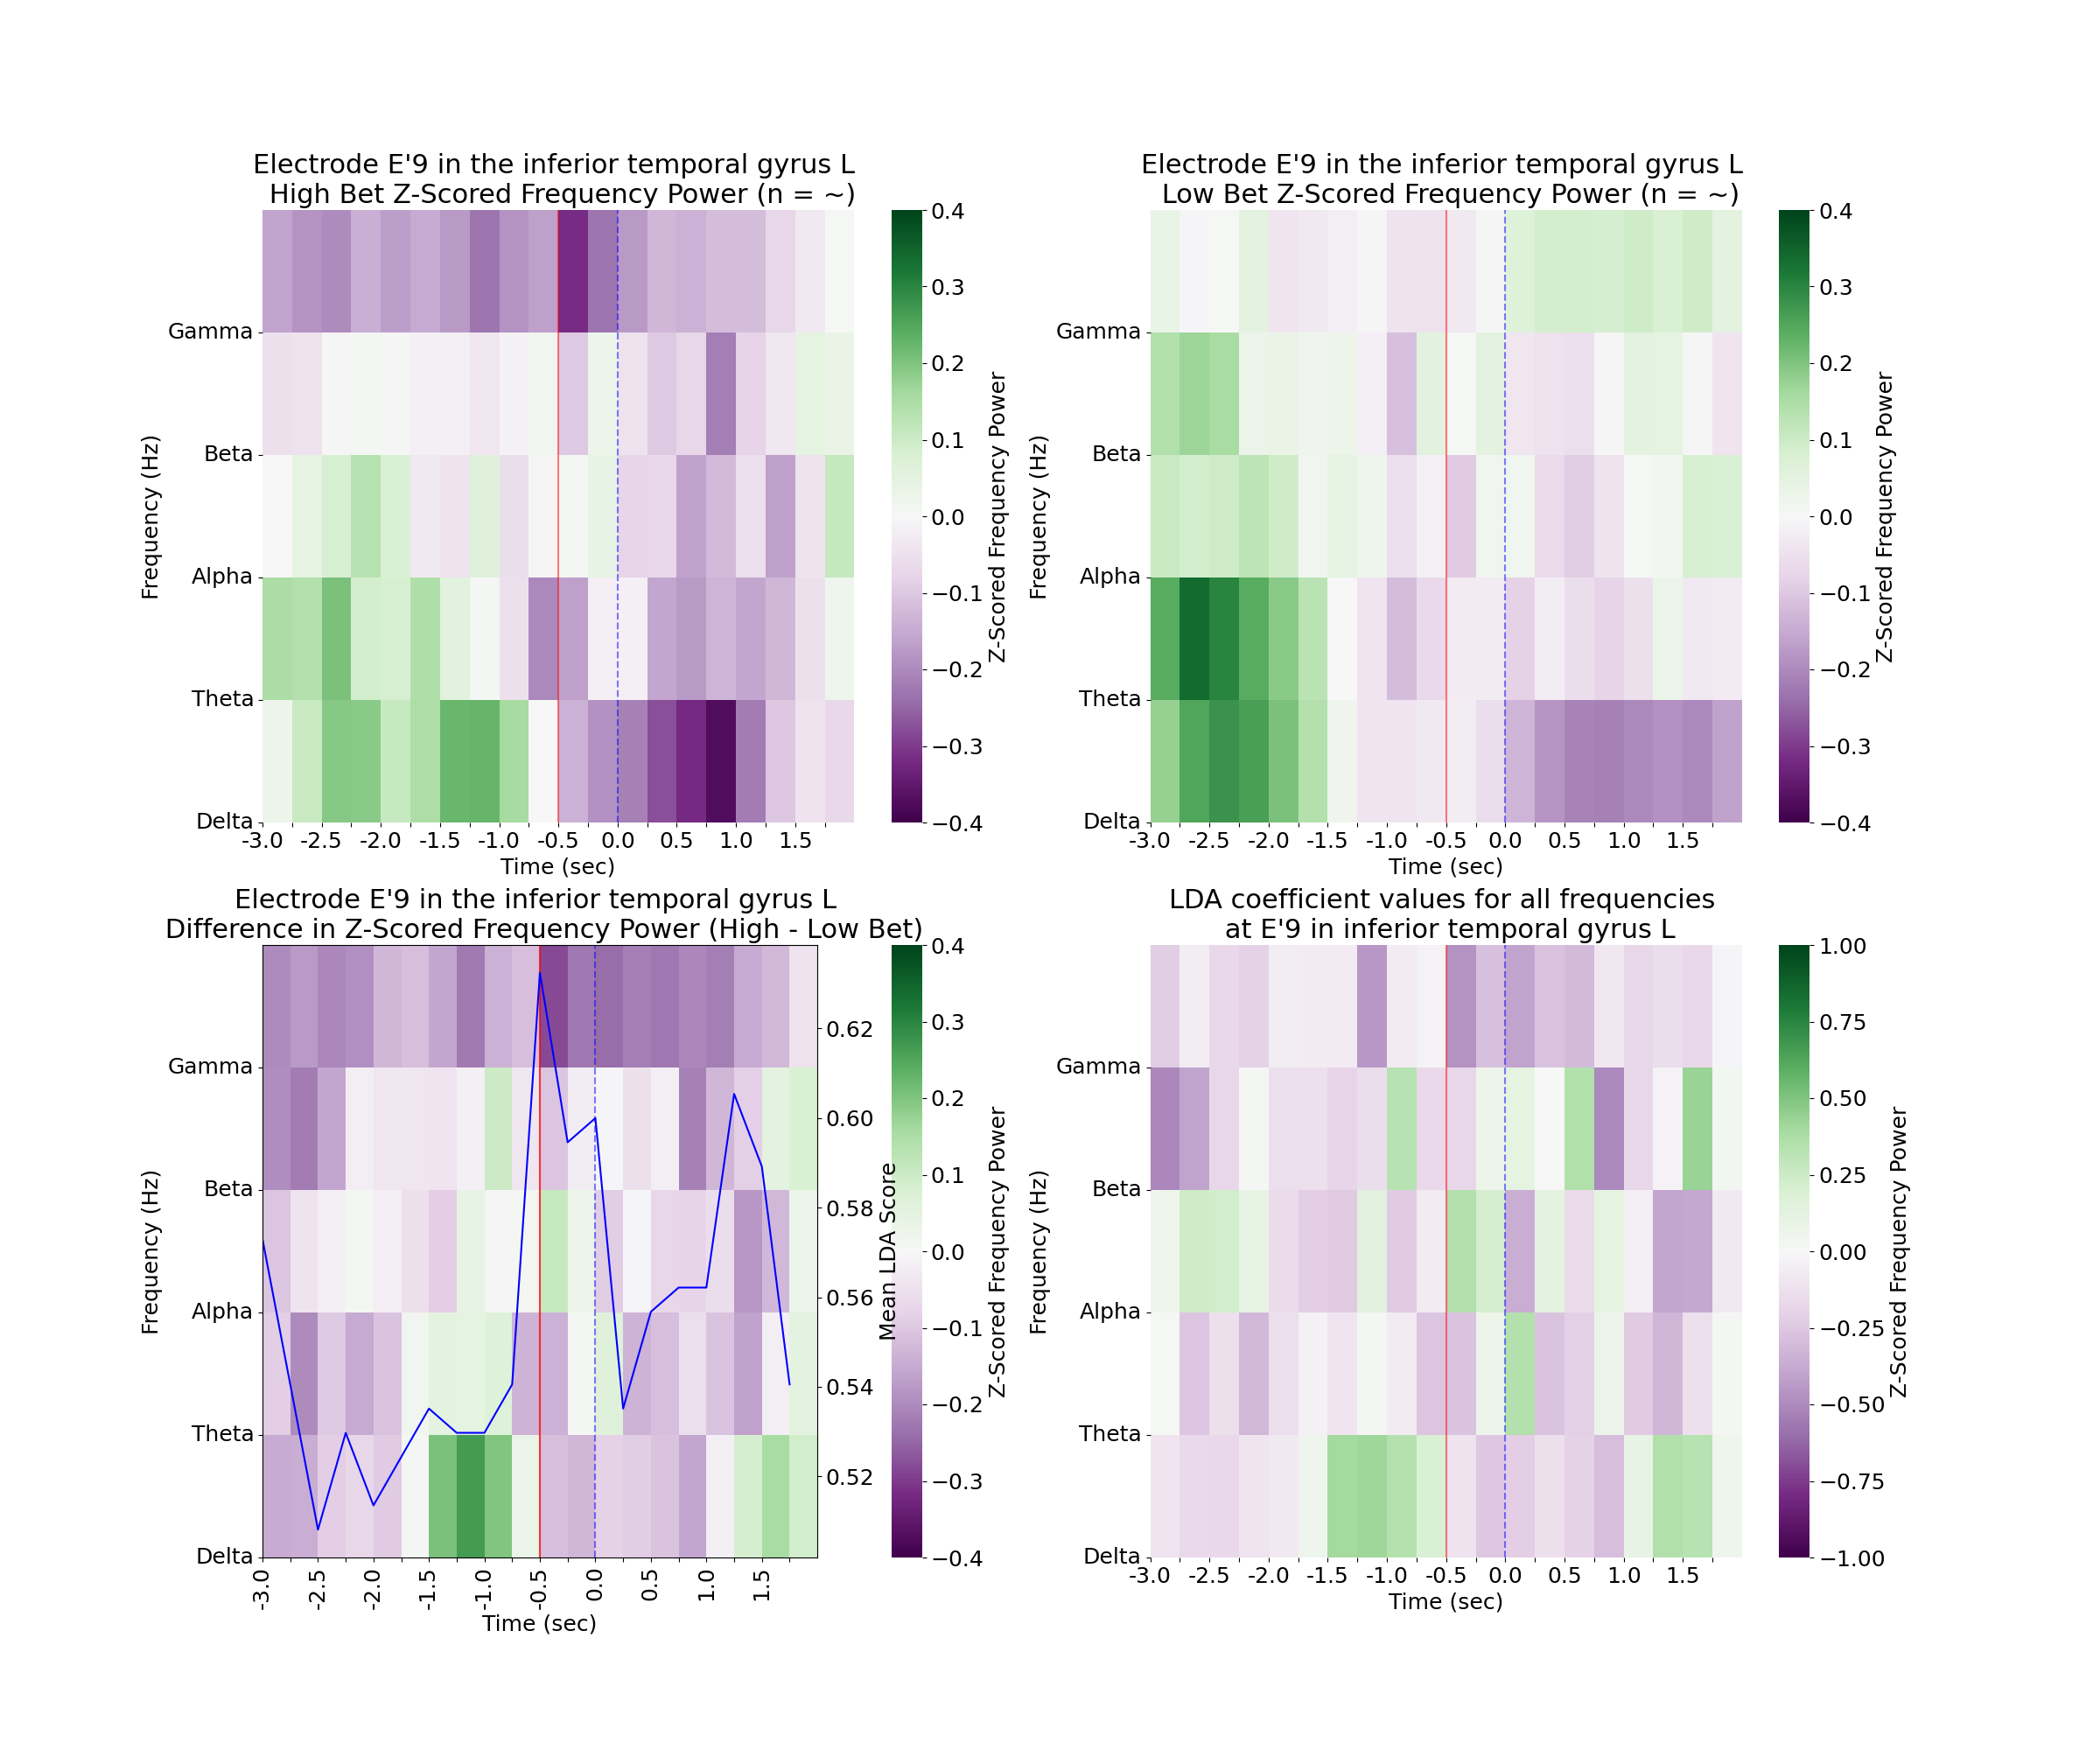 Electrode E'9 in the inferior temporal gyrus L
High Bet Z-Scored Frequency Power (n = ~)
Frequency (Hz)
Gamma
Beta
Alpha
Theta
Delta
-3.0 -2.5 -2.0 -1.5 -1.0 -0.5 0.0 0.5 1.0 1.5
Time (sec)
0.4
0.3
0.2
0.1
0.0
−0.1
−0.2
−0.3
−0.4
Z-Scored Frequency Power
Electrode E'9 in the inferior temporal gyrus L
Low Bet Z-Scored Frequency Power (n = ~)
Frequency (Hz)
Gamma
Beta
Alpha
Theta
Delta
-3.0 -2.5 -2.0 -1.5 -1.0 -0.5 0.0 0.5 1.0 1.5
Time (sec)
0.4
0.3
0.2
0.1
0.0
−0.1
−0.2
−0.3
−0.4
Z-Scored Frequency Power
Electrode E'9 in the inferior temporal gyrus L
Difference in Z-Scored Frequency Power (High - Low Bet)
Frequency (Hz)
Gamma
Beta
Alpha
Theta
Delta
-3.0 -2.5 -2.0 -1.5 -1.0 -0.5 0.0 0.5 1.0 1.5
Time (sec)
0.62
0.60
0.58
0.56
0.54
0.52
Mean LDA Score
0.4
0.3
0.2
0.1
0.0
−0.1
−0.2
−0.3
−0.4
Z-Scored Frequency Power
LDA coefficient values for all frequencies
at E'9 in inferior temporal gyrus L
Frequency (Hz)
Gamma
Beta
Alpha
Theta
Delta
-3.0 -2.5 -2.0 -1.5 -1.0 -0.5 0.0 0.5 1.0 1.5
Time (sec)
1.00
0.75
0.50
0.25
0.00
−0.25
−0.50
−0.75
−1.00
Z-Scored Frequency Power